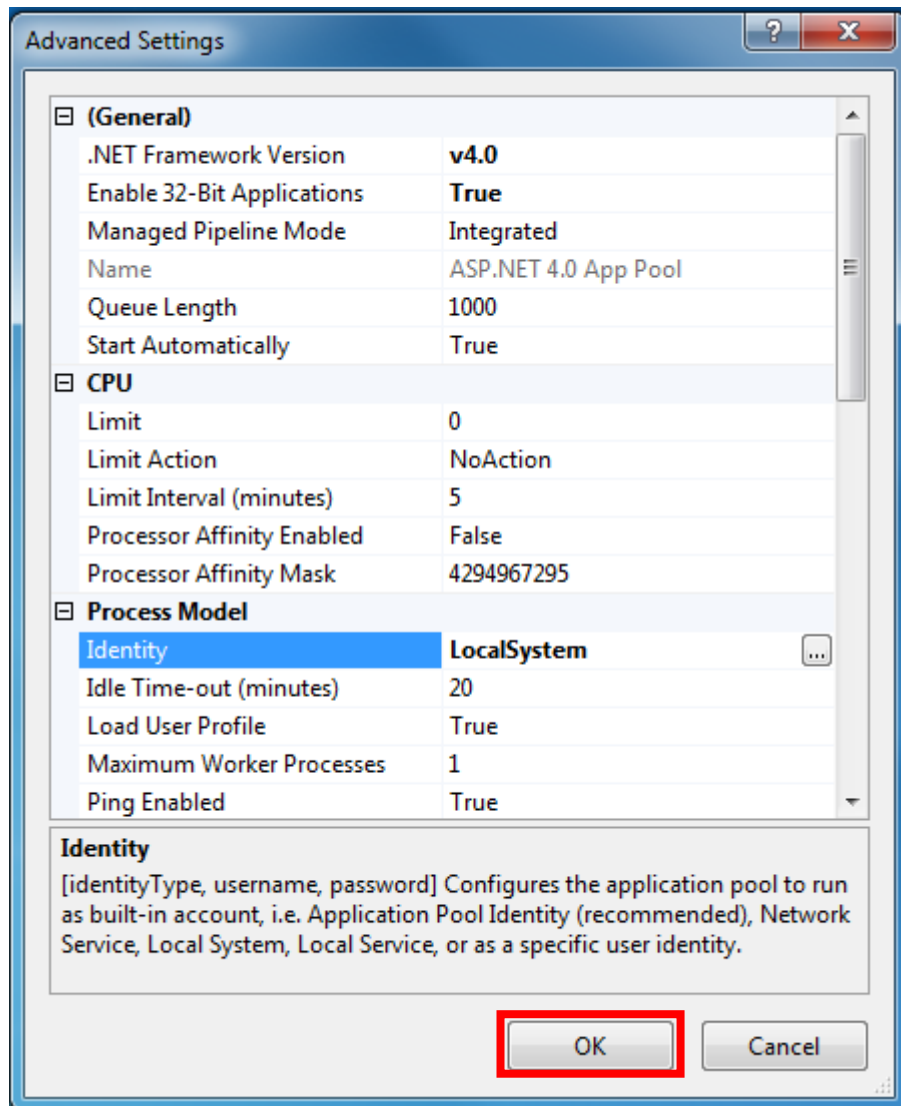 Advanced Settings
(General)
.NET Framework Version v4.0
Enable 32-Bit Applications True
Managed Pipeline Mode Integrated
Name ASP.NET 4.0 App Pool
Queue Length 1000
Start Automatically True
CPU
Limit 0
Limit Action NoAction
Limit Interval (minutes) 5
Processor Affinity Enabled False
Processor Affinity Mask 4294967295
Process Model
Identity LocalSystem ...
Idle Time-out (minutes) 20
Load User Profile True
Maximum Worker Processes 1
Ping Enabled True
Identity
[identityType, username, password] Configures the application pool to run
as built-in account, i.e. Application Pool Identity (recommended), Network
Service, Local System, Local Service, or as a specific user identity.
OK Cancel